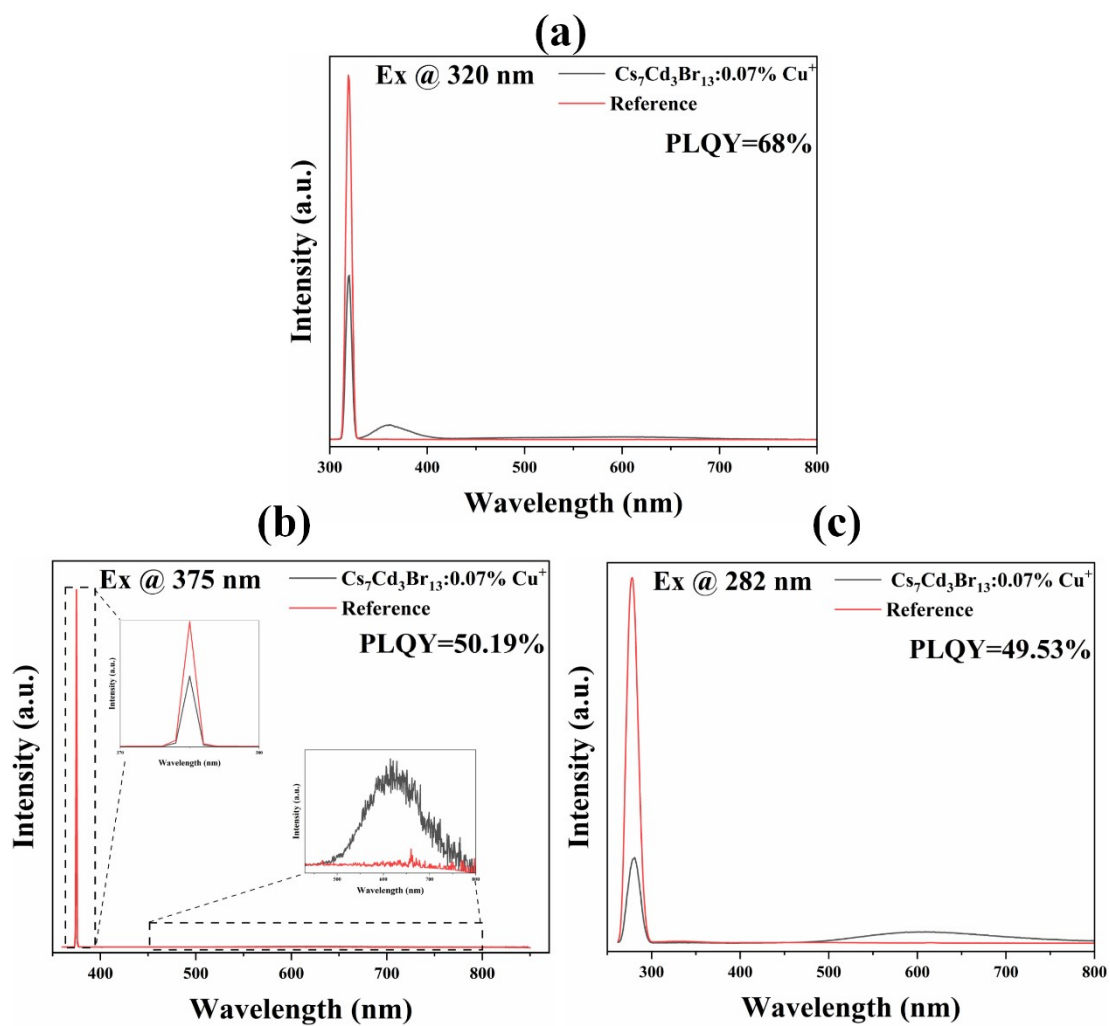 (a)
Ex @ 320 nm
Cs₇Cd₃Br₁₃:0.07% Cu⁺
Reference
PLQY=68%
Intensity (a.u.)
300 400 500 600 700 800
Wavelength (nm)
(b)
Ex @ 375 nm
Cs₇Cd₃Br₁₃:0.07% Cu⁺
Reference
PLQY=50.19%
Intensity (a.u.)
Intensity (a.u.)
Wavelength (nm)
Intensity (a.u.)
600 700
Wavelength (nm)
400 500 600 700 800
Wavelength (nm)
(c)
Ex @ 282 nm
Cs₇Cd₃Br₁₃:0.07% Cu⁺
Reference
PLQY=49.53%
Intensity (a.u.)
300 400 500 600 700 800
Wavelength (nm)